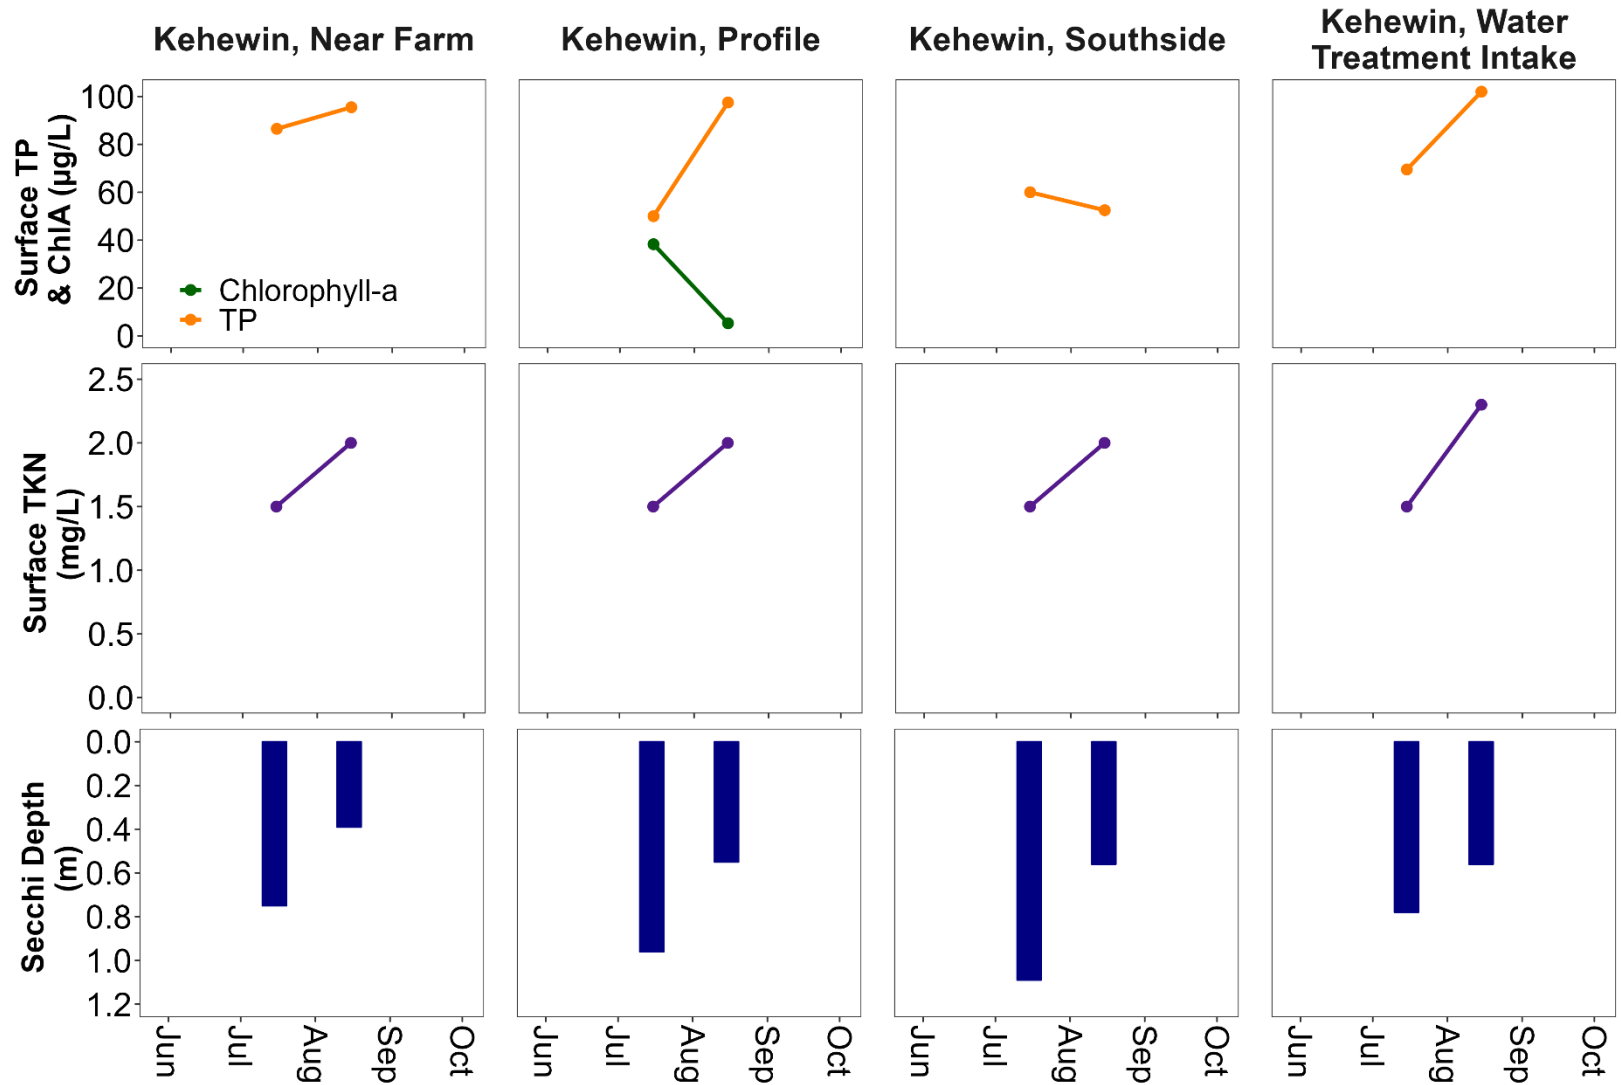 Kehewin, Near Farm
Kehewin, Profile
Kehewin, Southside
Kehewin, Water
Treatment Intake
Surface TP
& ChlA (µg/L)
100
80
60
40
20
0
Chlorophyll-a
TP
Surface TKN
(mg/L)
2.5
2.0
1.5
1.0
0.5
0.0
Secchi Depth
(m)
0.0
0.2
0.4
0.6
0.8
1.0
1.2
Jun Jul Aug Sep Oct
Jun Jul Aug Sep Oct
Jun Jul Aug Sep Oct
Jun Jul Aug Sep Oct